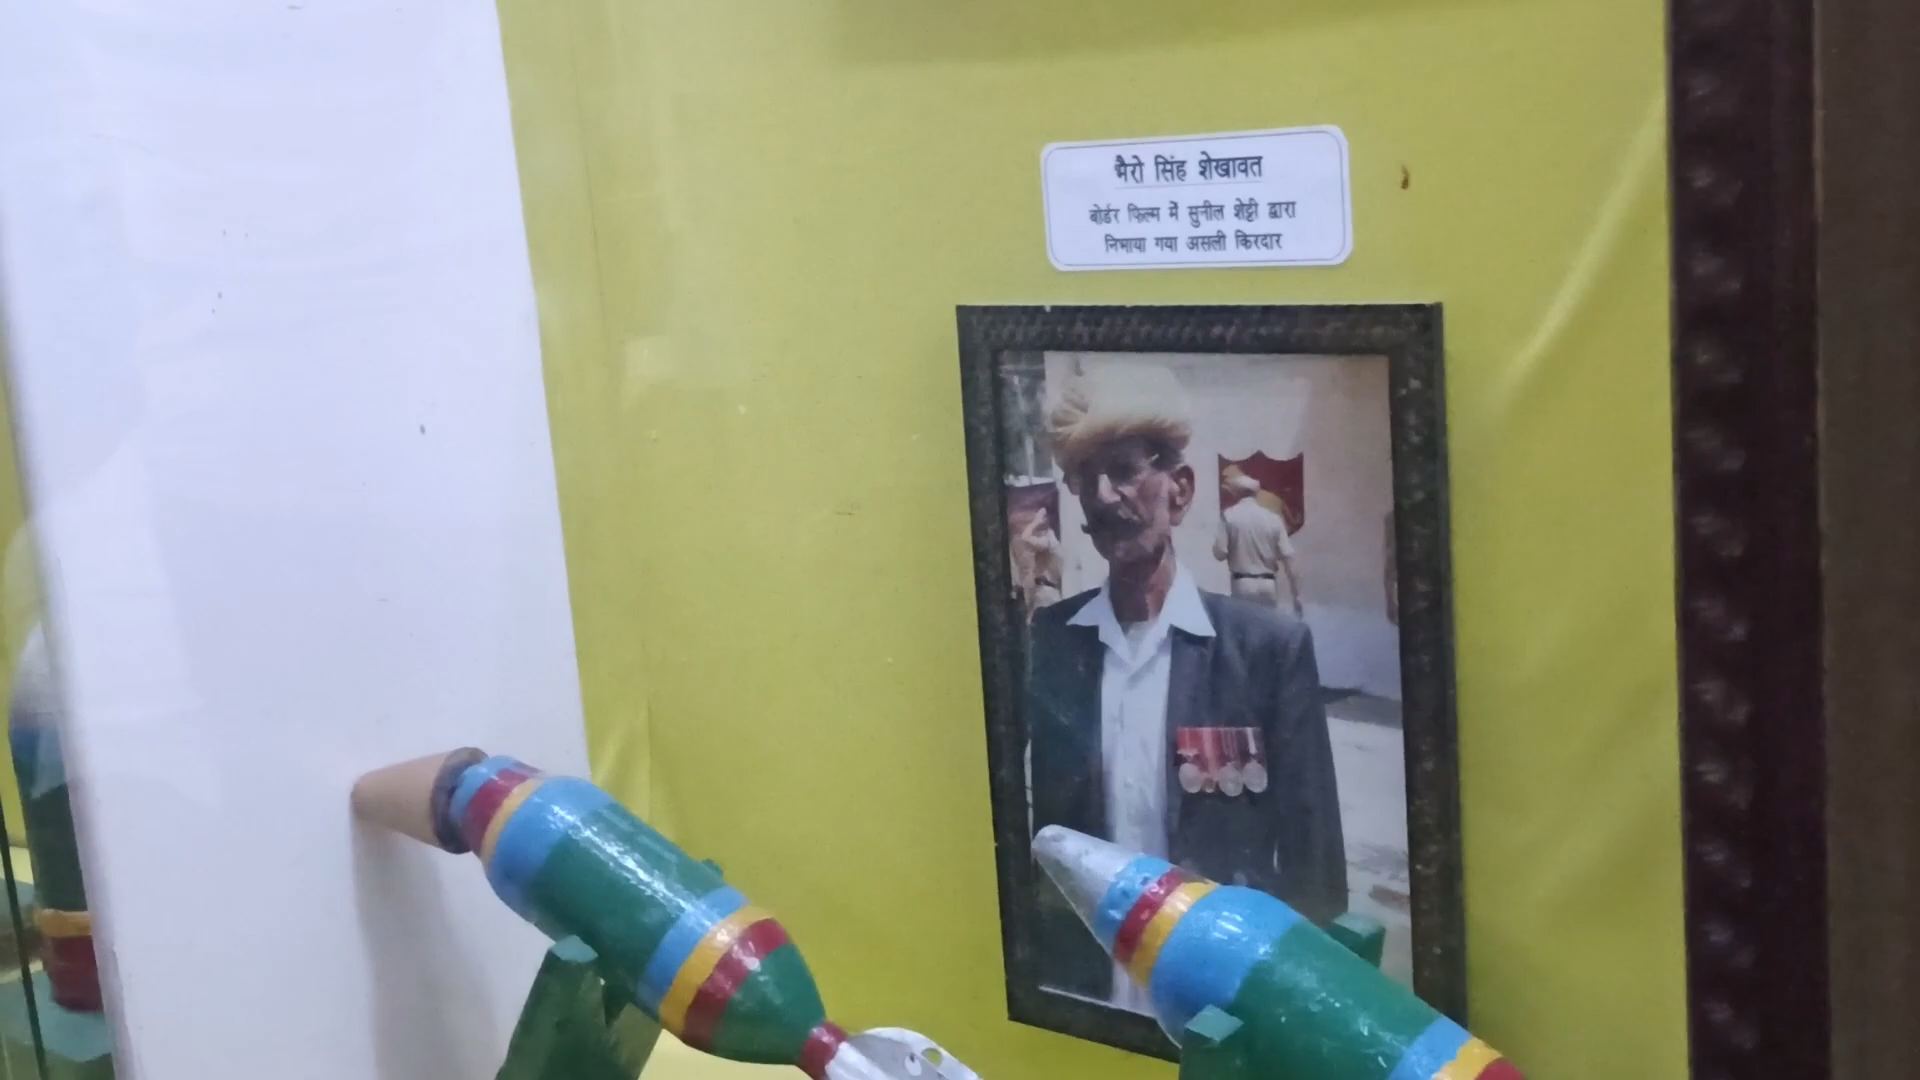 भैरो सिंह शेखावत
बोर्डर फिल्म में सुनील शेट्टी द्वारा
निभाया गया असली किरदार